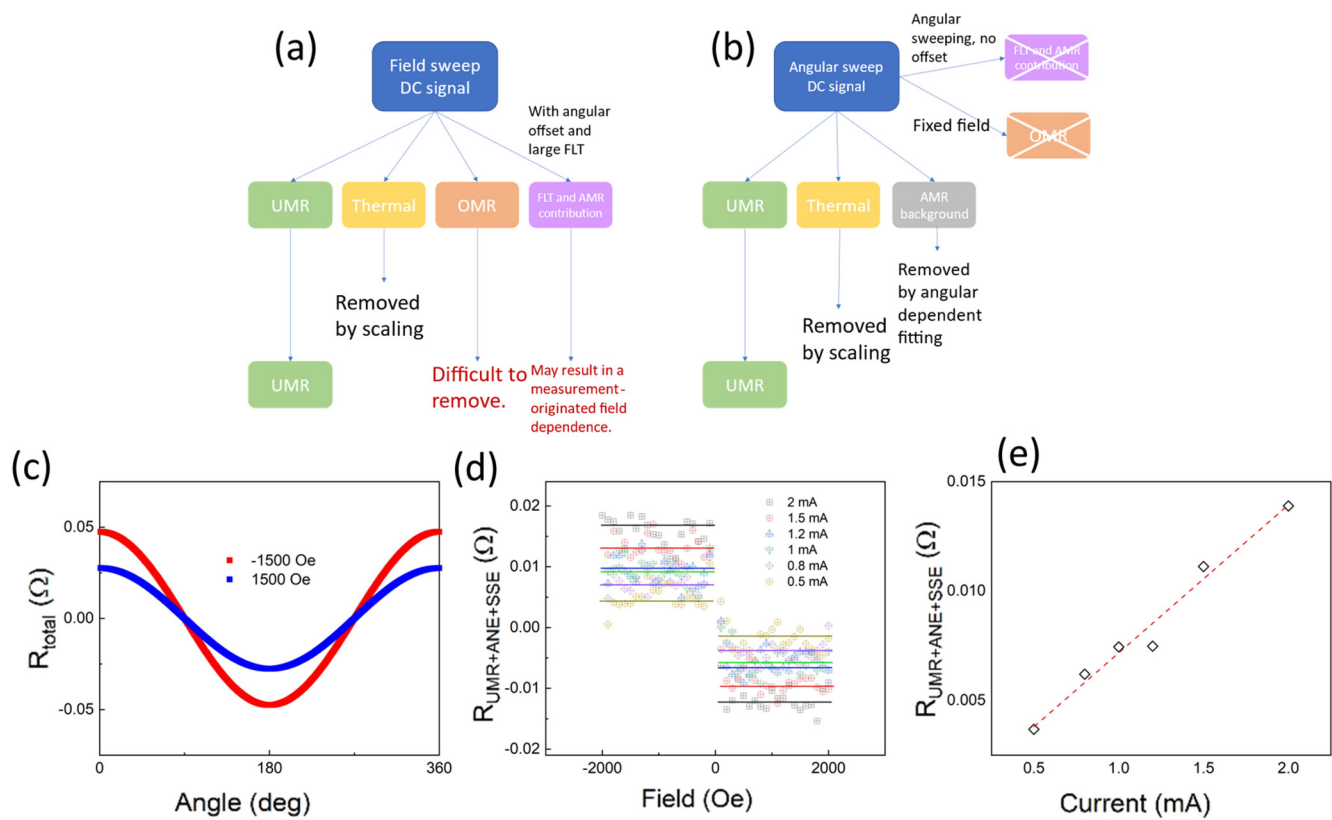 (a)
Field sweep
DC signal
With angular
offset and
large FLT
UMR
Thermal
OMR
FLT and AMR
contribution
Removed
by scaling
UMR
Difficult to
remove.
May result in a
measurement-
originated field
dependence.
(b)
Angular sweep
DC signal
Angular
sweeping, no
offset
FLT and AMR
contribution
Fixed field
OMR
UMR
Thermal
AMR
background
Removed
by angular
dependent
fitting
Removed
by scaling
UMR
(c)
0.05
0.00
-0.05
R_total (Ω)
-1500 Oe
1500 Oe
0
180
360
Angle (deg)
(d)
0.02
0.01
0.00
-0.01
-0.02
R_UMR+ANE+SSE (Ω)
2 mA
1.5 mA
1.2 mA
1 mA
0.8 mA
0.5 mA
-2000
0
2000
Field (Oe)
(e)
0.015
0.010
0.005
R_UMR+ANE+SSE (Ω)
0.5
1.0
1.5
2.0
Current (mA)